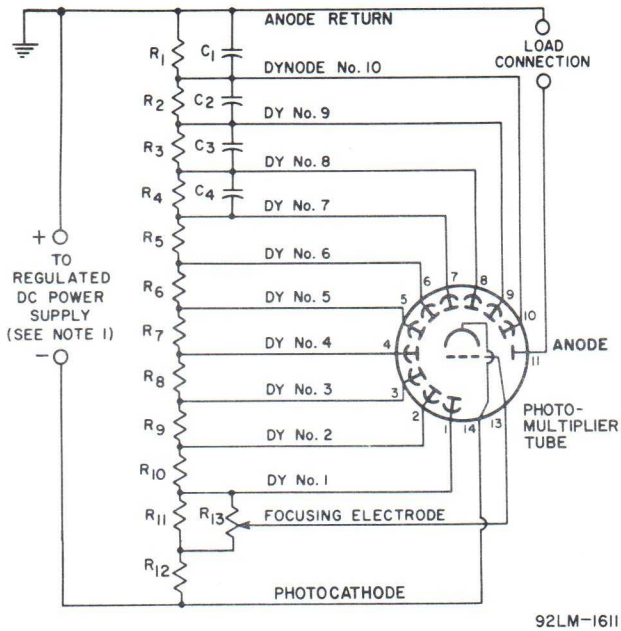 ANODE RETURN
LOAD
CONNECTION
R1
C1
DYNODE No. 10
R2
C2
DY No. 9
R3
C3
DY No. 8
R4
C4
DY No. 7
R5
DY No. 6
R6
DY No. 5
R7
DY No. 4
R8
DY No. 3
R9
DY No. 2
R10
DY No. 1
R11
R13
FOCUSING ELECTRODE
R12
PHOTOCATHODE
+
TO
REGULATED
DC POWER
SUPPLY
(SEE NOTE 1)
-
1
2
3
4
5
6
7
8
9
10
11
13
14
ANODE
PHOTO-
MULTIPLIER
TUBE
92LM-1611